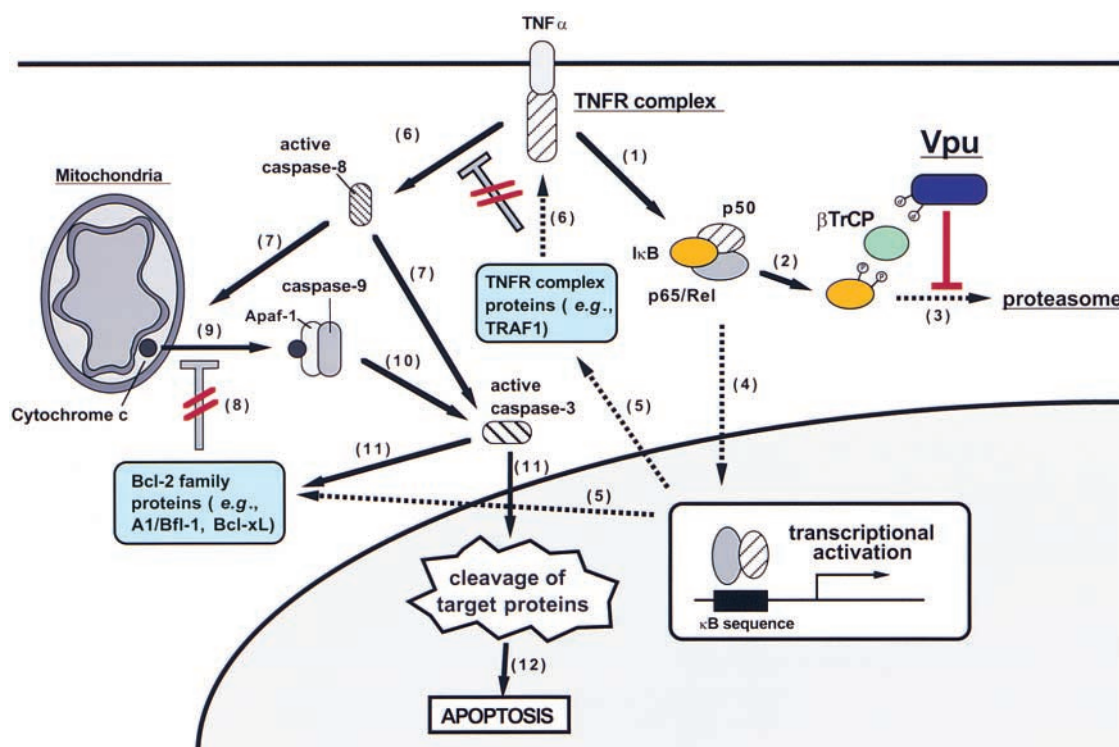 TNF α
TNFR complex
(6)
(1)
active
caspase-8
Vpu
Mitochondria
p50
βTrCP
(6)
IκB
(7)
(7)
(2)
P
P
TNFR complex
proteins ( e.g.,
TRAF1)
p65/Rel
caspase-9
Apaf-1
proteasome
(3)
(9)
(10)
(4)
Cytochrome c
(8)
active
caspase-3
(5)
(11)
(11)
Bcl-2 family
proteins ( e.g.,
A1/Bfl-1, Bcl-xL)
(5)
transcriptional
activation
κB sequence
cleavage of
target proteins
(12)
APOPTOSIS